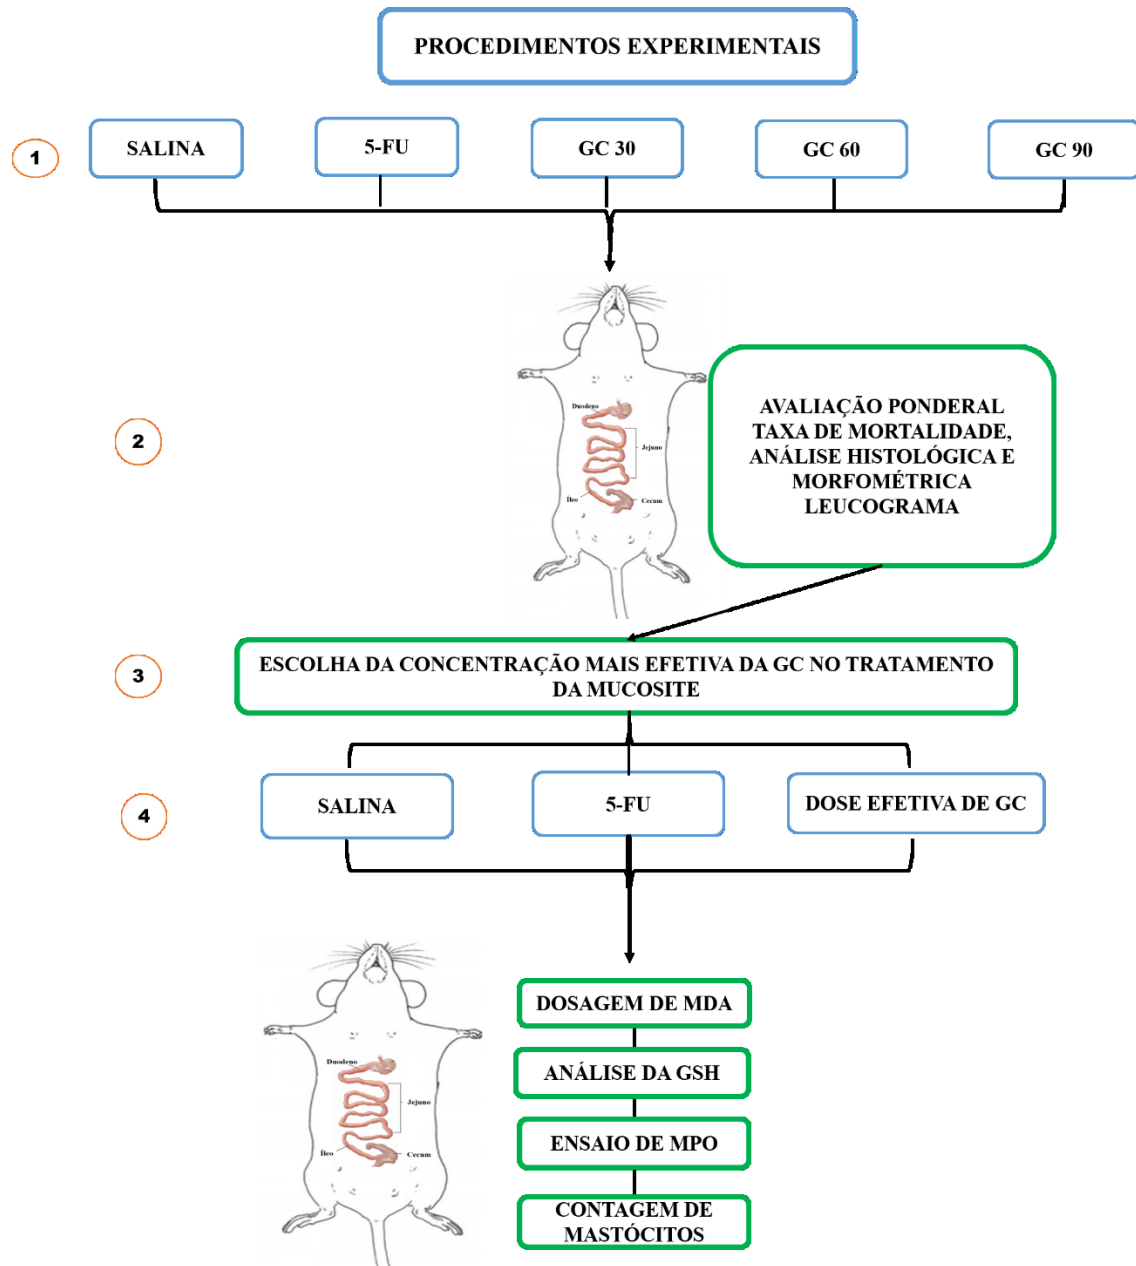 PROCEDIMENTOS EXPERIMENTAIS
1
SALINA
5-FU
GC 30
GC 60
GC 90
2
Duodeno
Jejuno
Íleo
Cecum
AVALIAÇÃO PONDERAL
TAXA DE MORTALIDADE,
ANÁLISE HISTOLÓGICA E
MORFOMÉTRICA
LEUCOGRAMA
3
ESCOLHA DA CONCENTRAÇÃO MAIS EFETIVA DA GC NO TRATAMENTO
DA MUCOSITE
4
SALINA
5-FU
DOSE EFETIVA DE GC
Duodeno
Jejuno
Íleo
Cecum
DOSAGEM DE MDA
ANÁLISE DA GSH
ENSAIO DE MPO
CONTAGEM DE
MASTÓCITOS